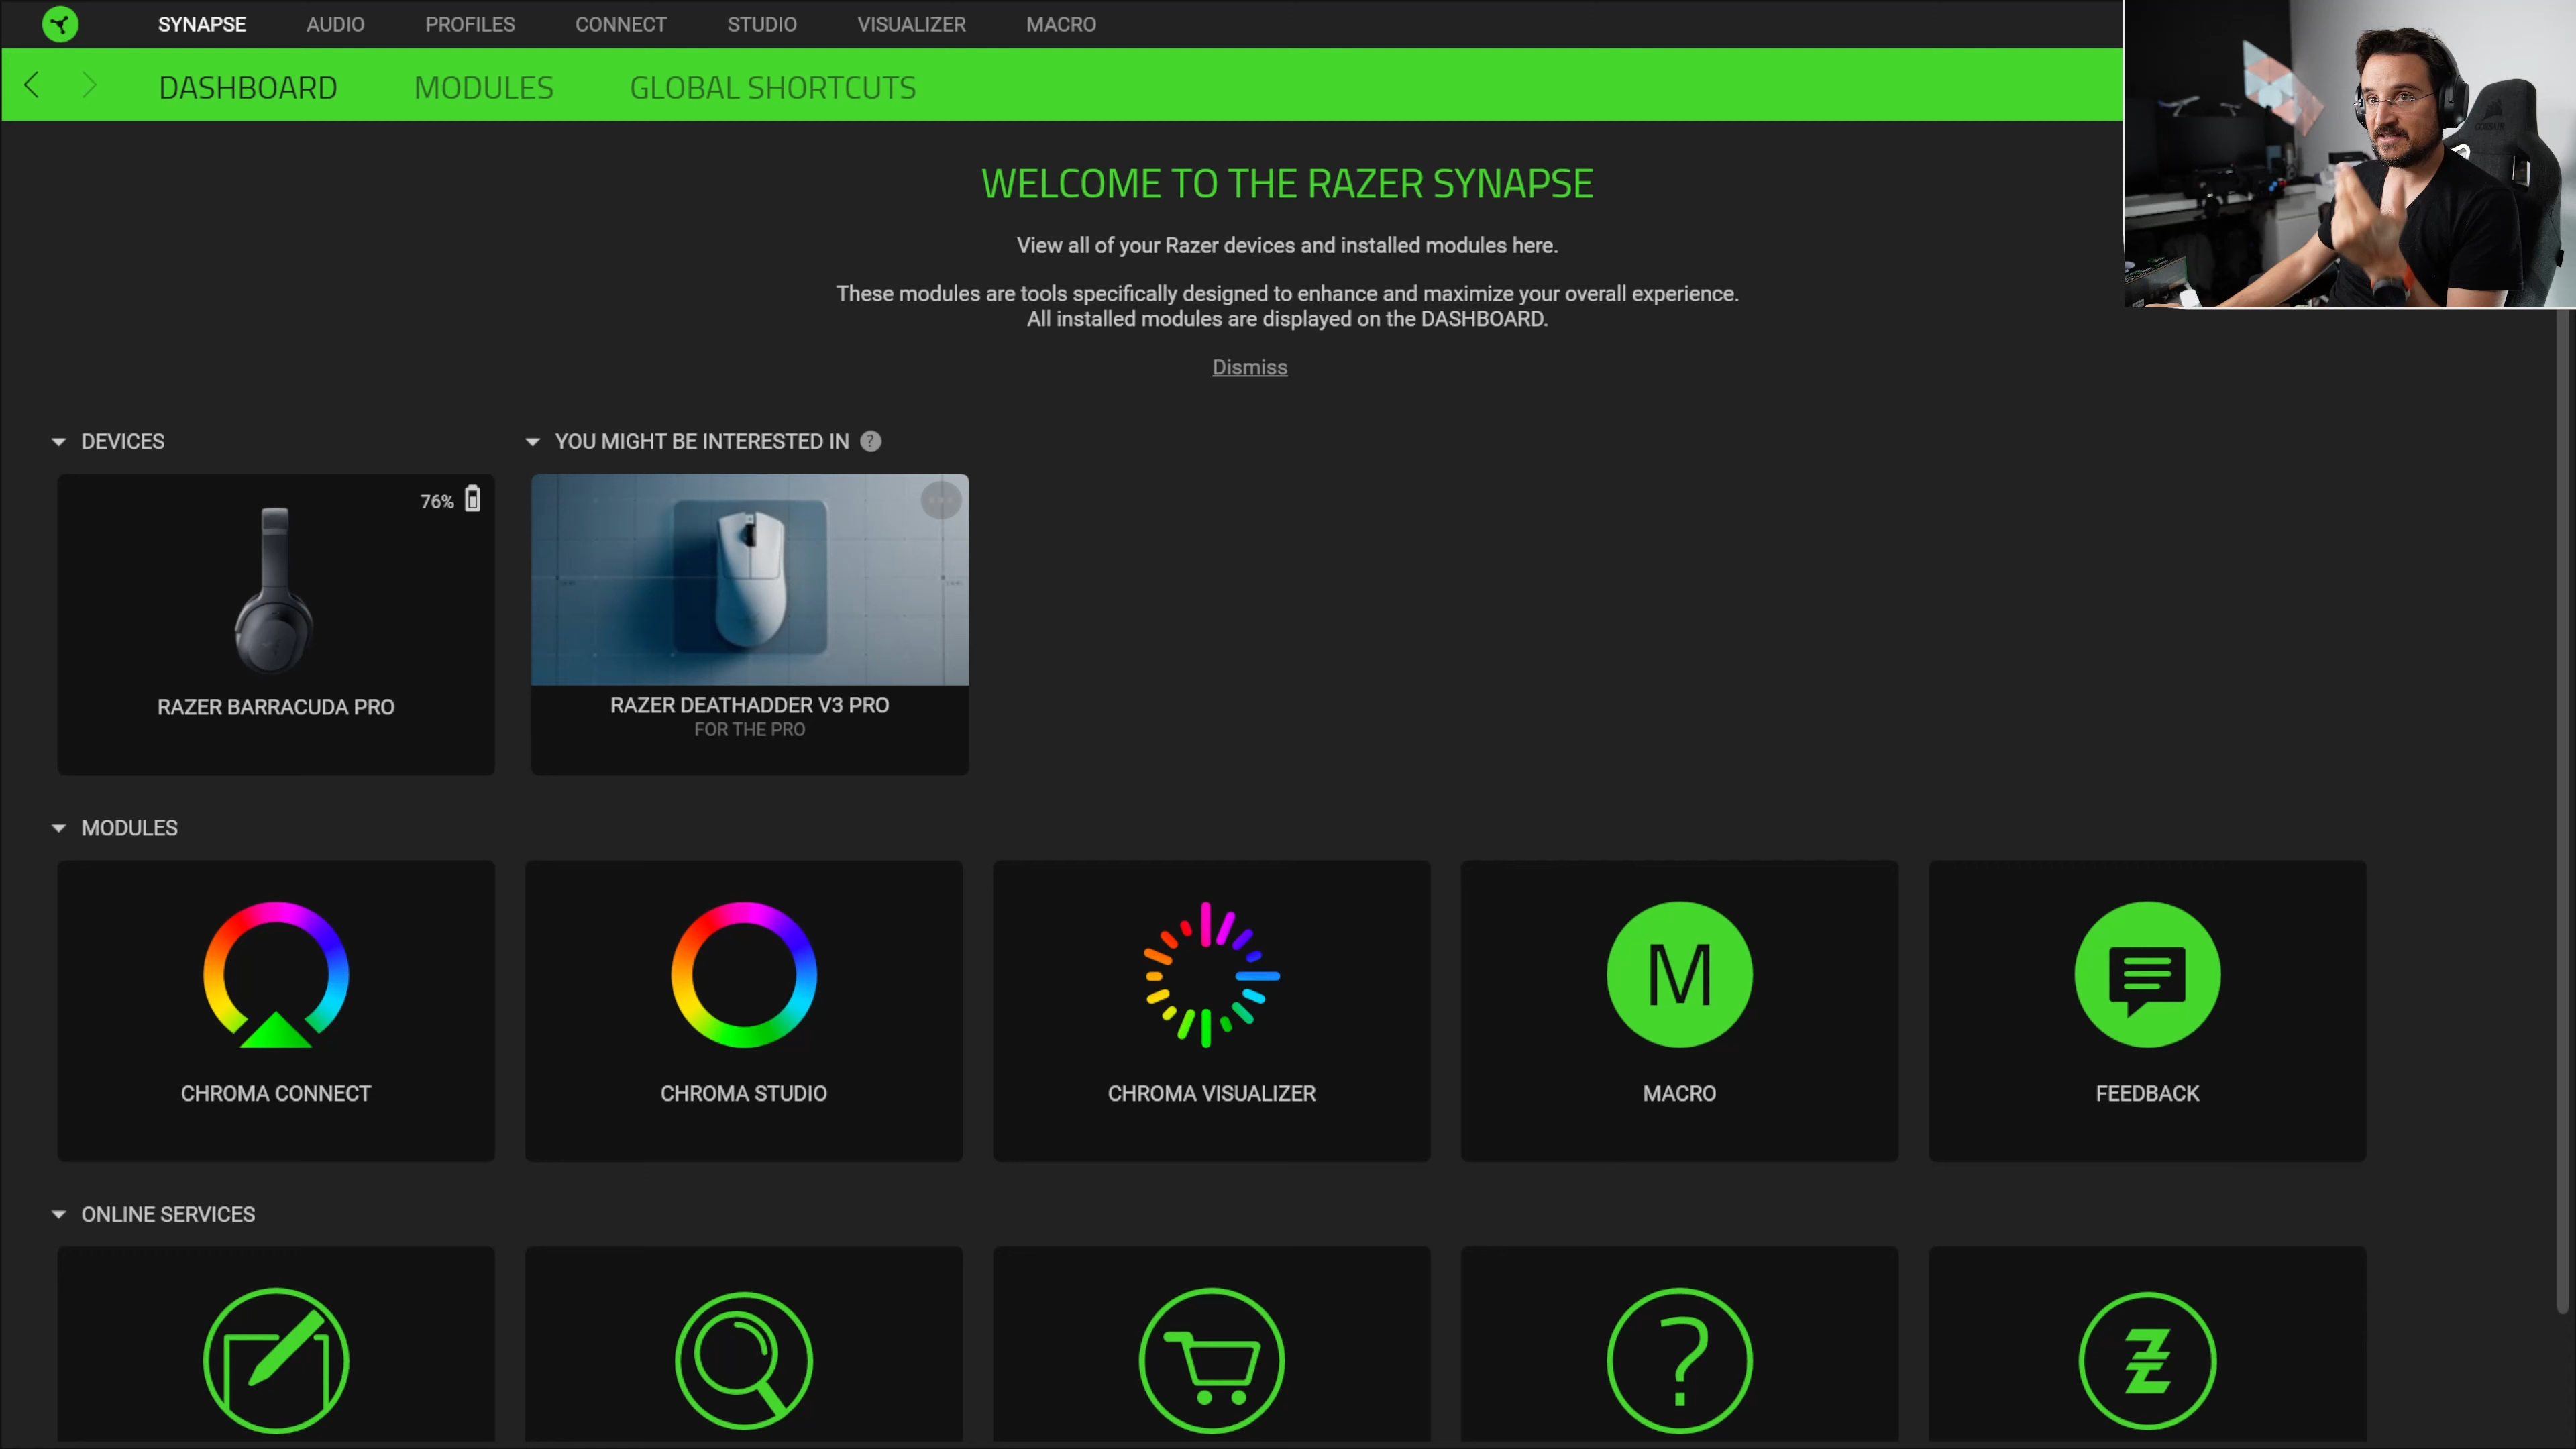 SYNAPSE AUDIO PROFILES CONNECT STUDIO VISUALIZER MACRO
DASHBOARD MODULES GLOBAL SHORTCUTS
WELCOME TO THE RAZER SYNAPSE
View all of your Razer devices and installed modules here.
These modules are tools specifically designed to enhance and maximize your overall experience.
All installed modules are displayed on the DASHBOARD.
Dismiss
DEVICES
YOU MIGHT BE INTERESTED IN ?
76%
RAZER BARRACUDA PRO
RAZER DEATHADDER V3 PRO
FOR THE PRO
MODULES
M
CHROMA CONNECT
CHROMA STUDIO
CHROMA VISUALIZER
MACRO
FEEDBACK
ONLINE SERVICES
?